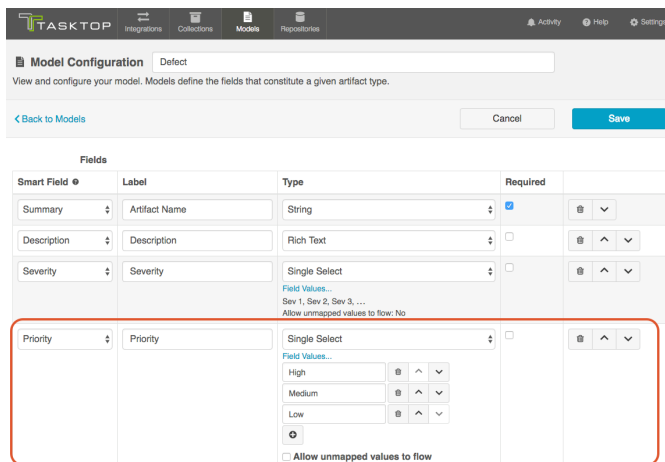 TASKTOP
Integrations
Collections
Models
Repositories
Activity
Help
Settings
Model Configuration
Defect
View and configure your model. Models define the fields that constitute a given artifact type.
Back to Models
Cancel
Save
Fields
Smart Field
Label
Type
Required
Summary
Artifact Name
String
Description
Description
Rich Text
Severity
Severity
Single Select
Field Values...
Sev 1, Sev 2, Sev 3, ...
Allow unmapped values to flow: No
Priority
Priority
Single Select
Field Values...
High
Medium
Low
Allow unmapped values to flow